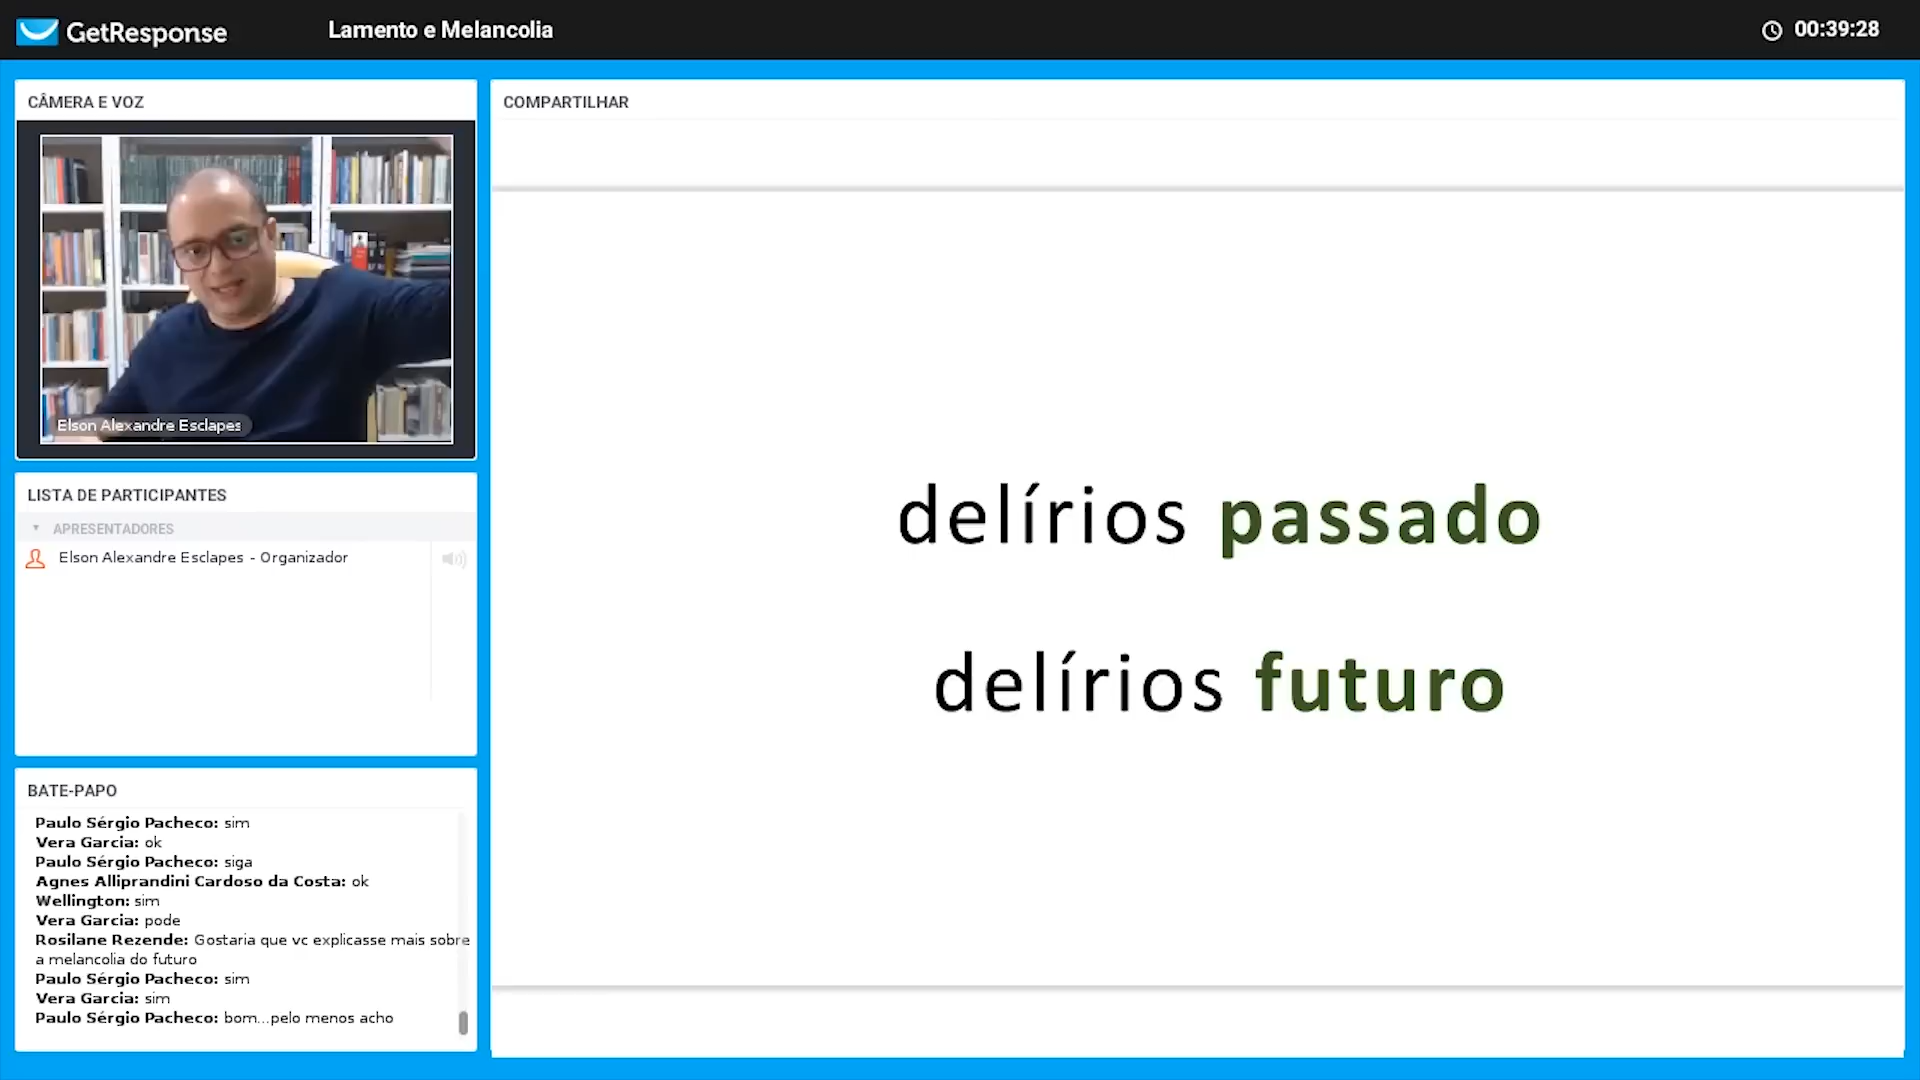 GetResponse
Lamento e Melancolia
00:39:28
CÂMERA E VOZ
Elson Alexandre Esclapes
LISTA DE PARTICIPANTES
APRESENTADORES
Elson Alexandre Esclapes - Organizador
BATE-PAPO
Paulo Sérgio Pacheco: sim
Vera Garcia: ok
Paulo Sérgio Pacheco: siga
Agnes Alliprandini Cardoso da Costa: ok
Wellington: sim
Vera Garcia: pode
Rosilane Rezende: Gostaria que vc explicasse mais sobre
a melancolia do futuro
Paulo Sérgio Pacheco: sim
Vera Garcia: sim
Paulo Sérgio Pacheco: bom...pelo menos acho
COMPARTILHAR
delírios passado
delírios futuro